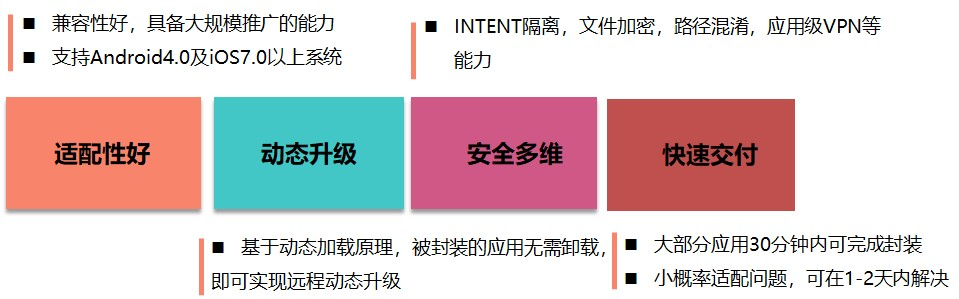 ■ 兼容性好，具备大规模推广的能力
■ 支持Android4.0及iOS7.0以上系统
■ INTENT隔离，文件加密，路径混淆，应用级VPN等
能力
适配性好
动态升级
安全多维
快速交付
■ 基于动态加载原理，被封装的应用无需卸载，
即可实现远程动态升级
■ 大部分应用30分钟内可完成封装
■ 小概率适配问题，可在1-2天内解决